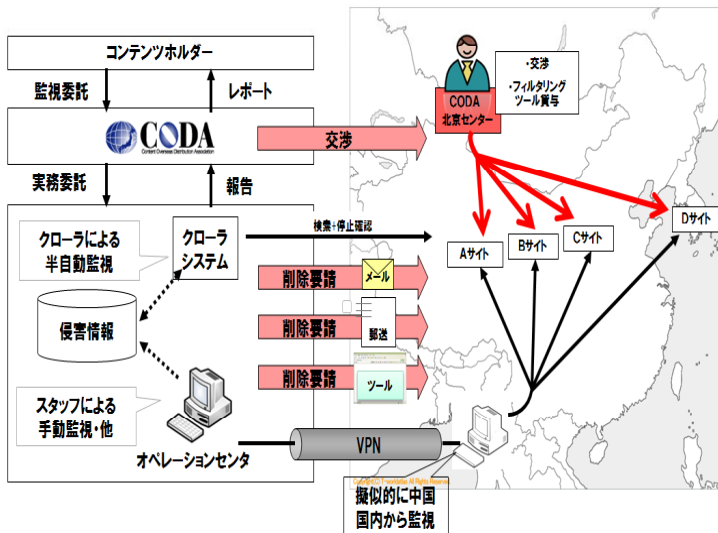 コンテンツホルダー
監視委託
レポート
CODA
Content Overseas Distribution Association
実務委託
報告
クローラによる
半自動監視
クローラ
システム
侵害情報
スタッフによる
手動監視・他
オペレーションセンタ
交渉
検索+停止確認
削除要請
メール
削除要請
郵送
削除要請
ツール
VPN
CODA
北京センター
・交渉
・フィルタリング
ツール賞与
Aサイト
Bサイト
Cサイト
Dサイト
擬似的に中国
国内から監視